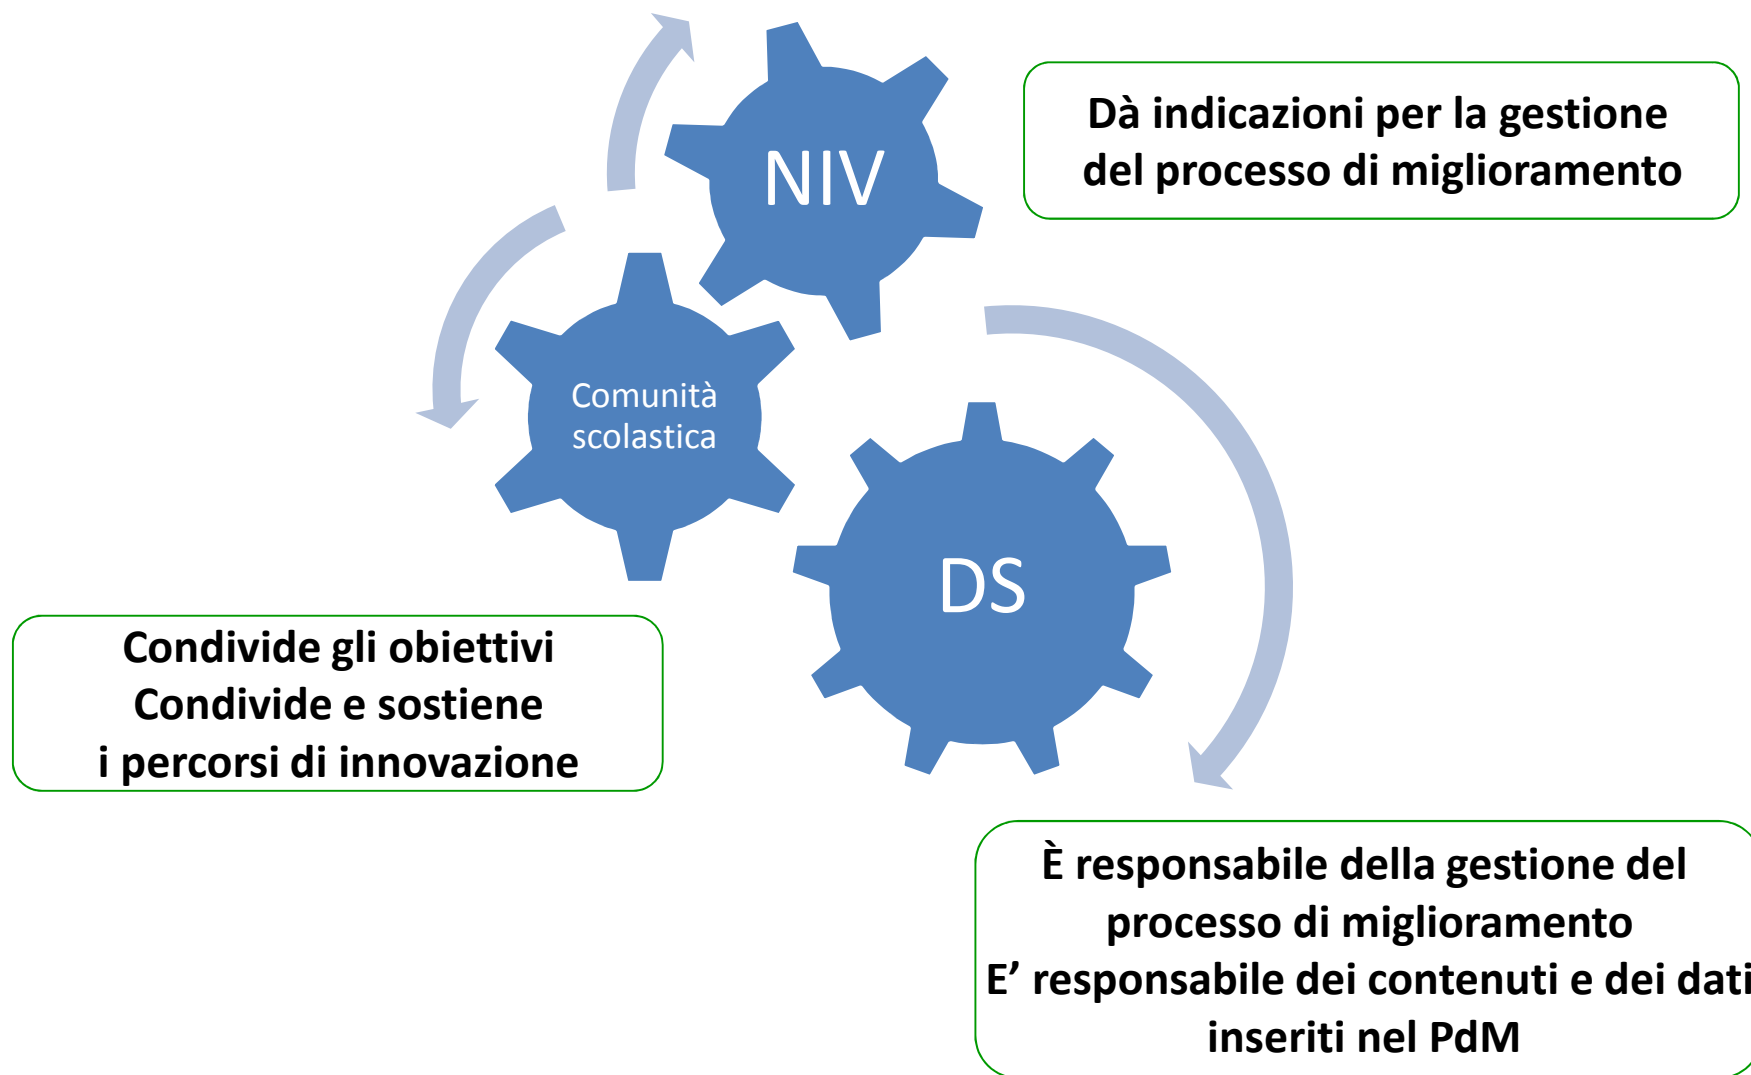 NIV
Dà indicazioni per la gestione
del processo di miglioramento
Comunità
scolastica
DS
Condivide gli obiettivi
Condivide e sostiene
i percorsi di innovazione
È responsabile della gestione del
processo di miglioramento
E’ responsabile dei contenuti e dei dati
inseriti nel PdM